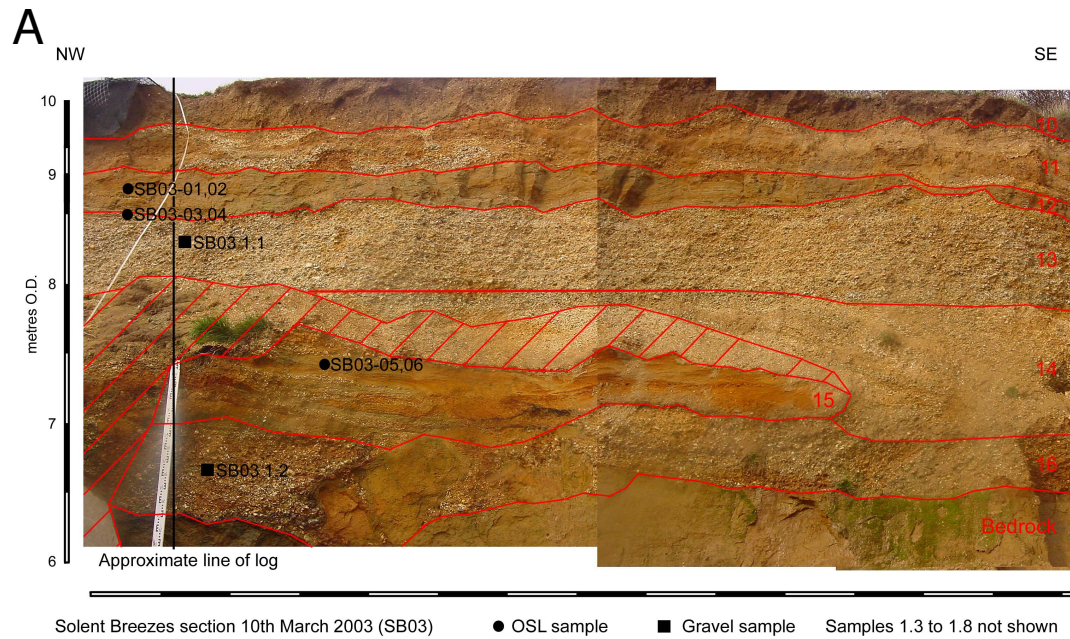 A
NW
SE
10
9
8
7
6
metres O.D.
10
11
12
13
14
15
16
Bedrock
SB03-01,02
SB03-03,04
SB03 1.1
SB03-05,06
SB03 1.2
Approximate line of log
Solent Breezes section 10th March 2003 (SB03)
OSL sample
Gravel sample
Samples 1.3 to 1.8 not shown